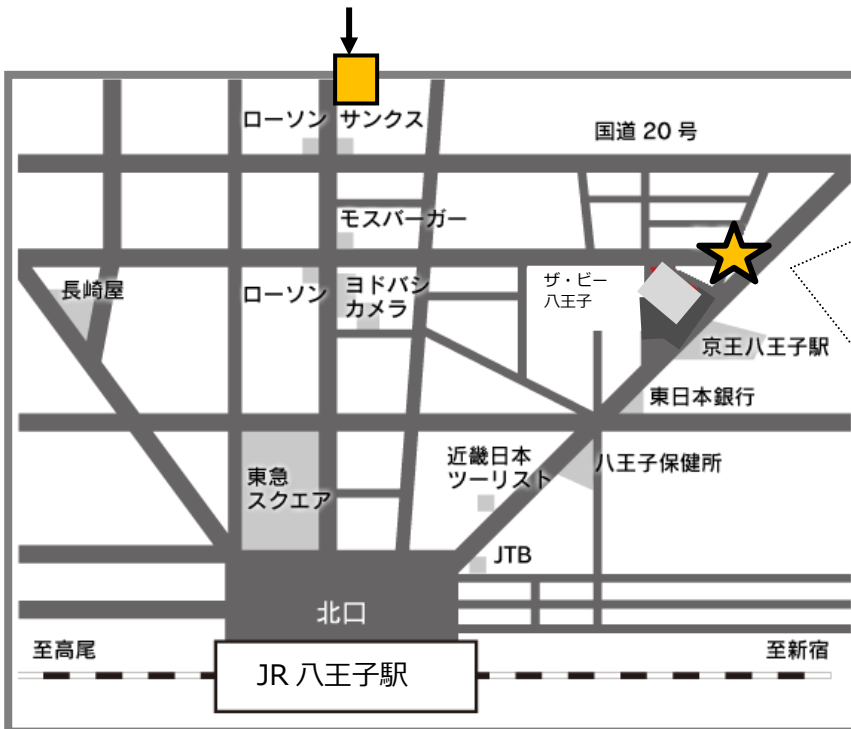 ローソン サンクス
国道 20 号
モスバーガー
長崎屋
ローソン
ヨドバシ
カメラ
ザ・ビー
八王子
京王八王子駅
東日本銀行
東急
スクエア
近畿日本
ツーリスト
八王子保健所
JTB
北口
至高尾
至新宿
JR 八王子駅